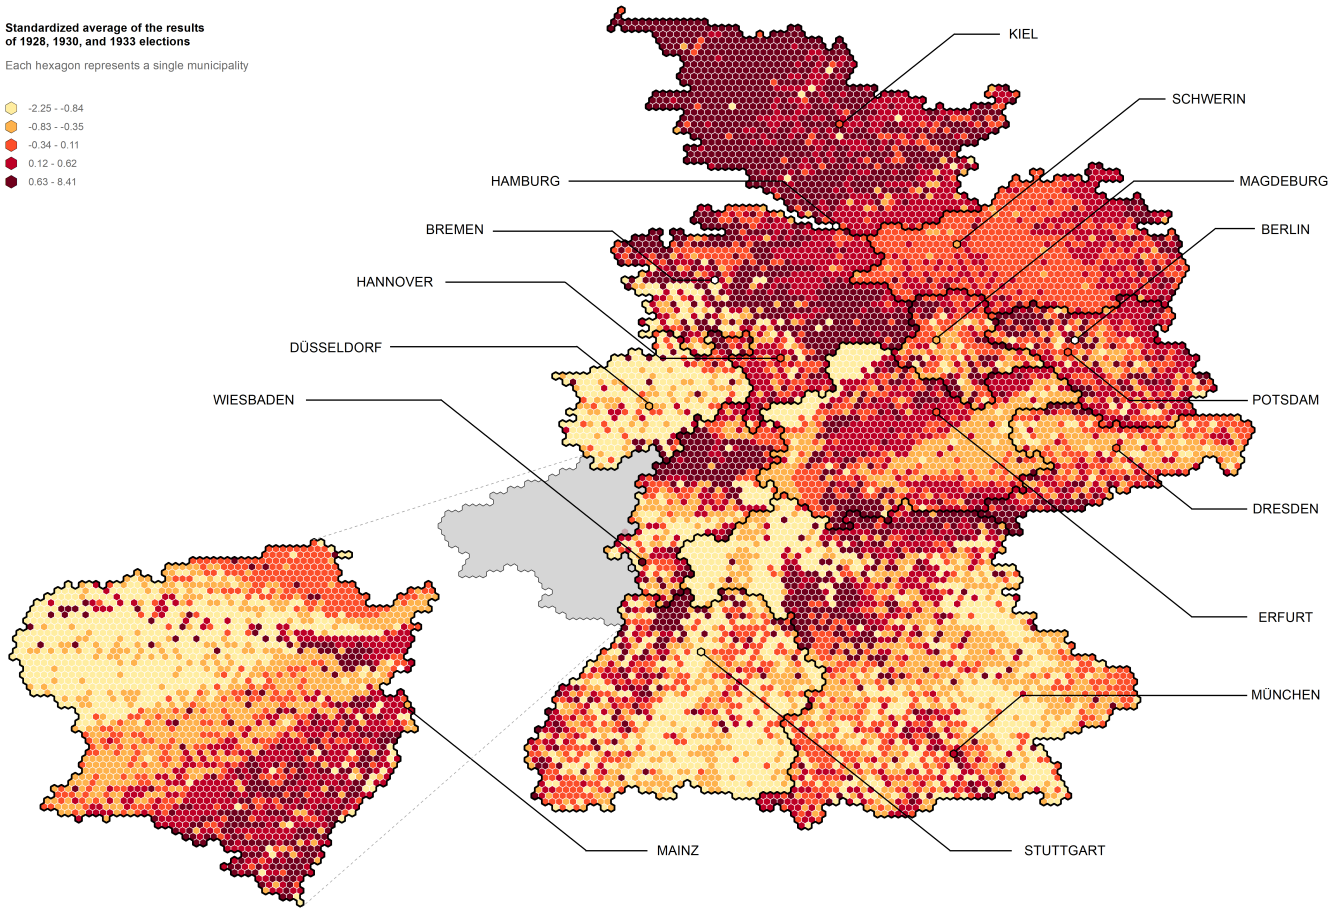 Standardized average of the results
of 1928, 1930, and 1933 elections
Each hexagon represents a single municipality
-2.25 - -0.84
-0.83 - -0.35
-0.34 - 0.11
0.12 - 0.62
0.63 - 8.41
KIEL
SCHWERIN
HAMBURG
MAGDEBURG
BREMEN
BERLIN
HANNOVER
DÜSSELDORF
WIESBADEN
POTSDAM
DRESDEN
ERFURT
MÜNCHEN
MAINZ
STUTTGART